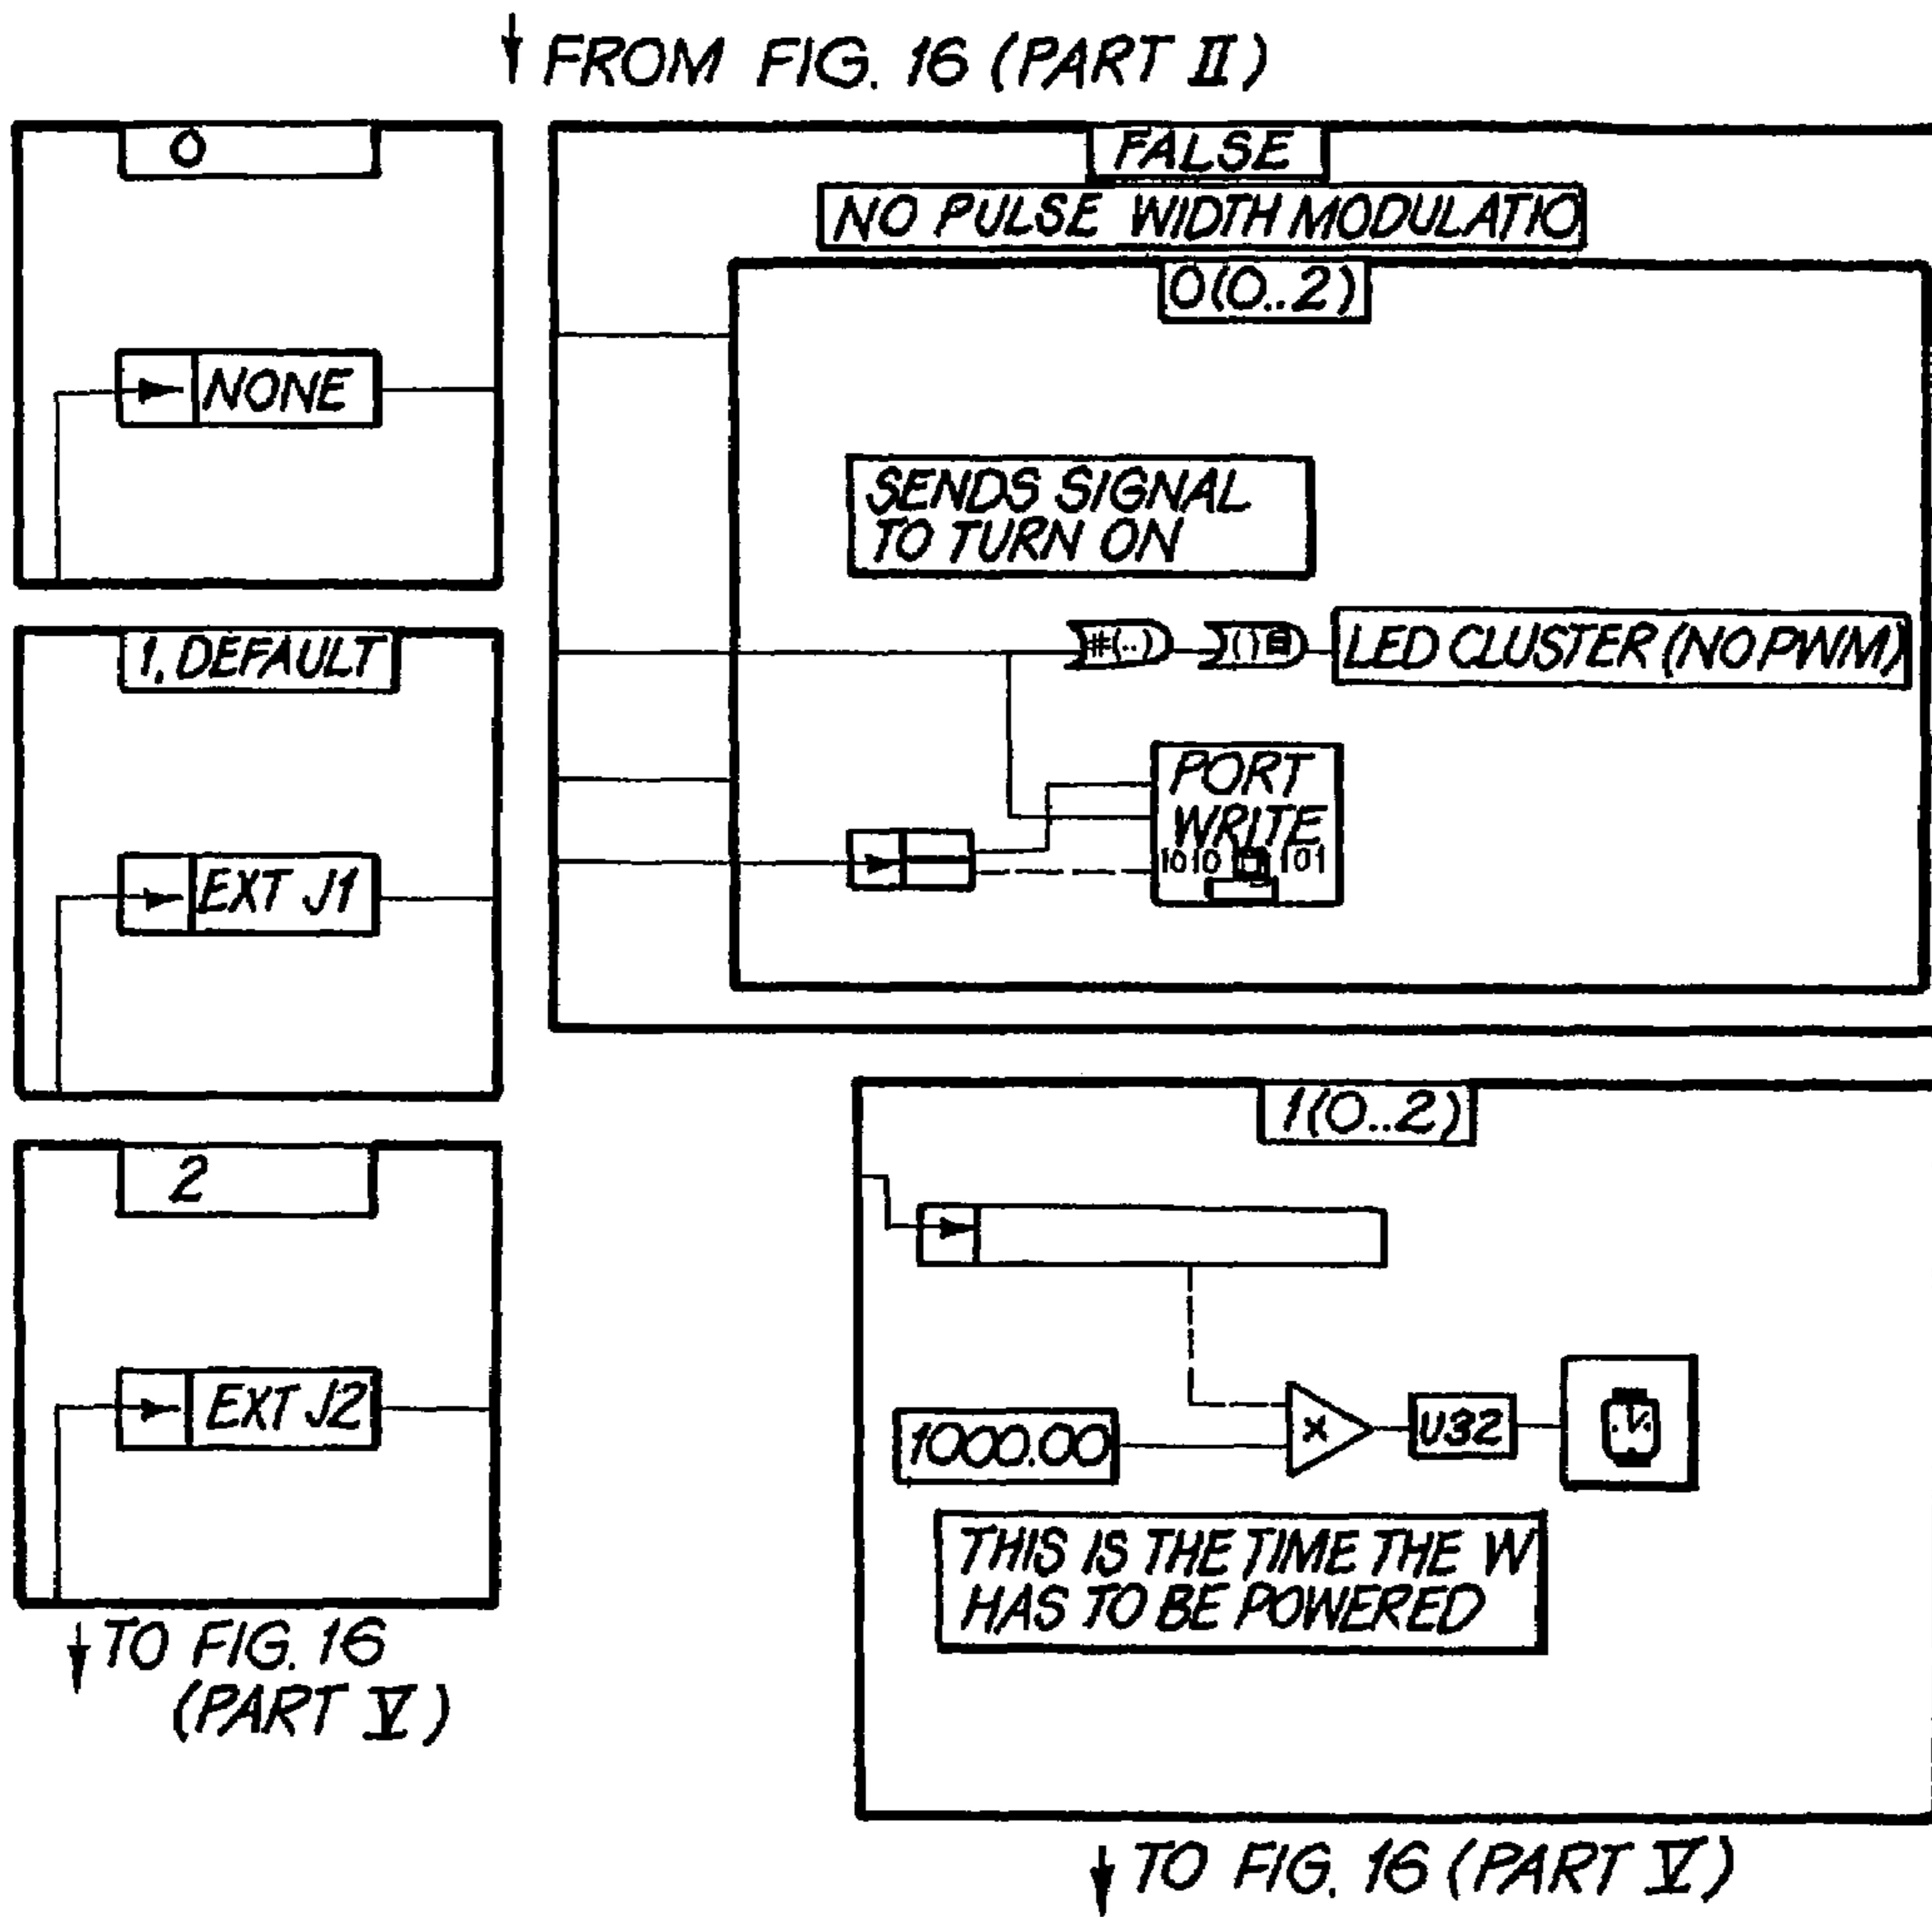 FROM FIG. 16 (PART II)
0
NONE
1, DEFAULT
EXT J1
2
EXT J2
TO FIG. 16
(PART V)
FALSE
NO PULSE WIDTH MODULATIO
0(0..2)
SENDS SIGNAL
TO TURN ON
#(..)
LED CLUSTER (NO PWM)
PORT
WRITE
1010 101
1(0..2)
1000.00
x
U32
THIS IS THE TIME THE W
HAS TO BE POWERED
TO FIG. 16 (PART V)